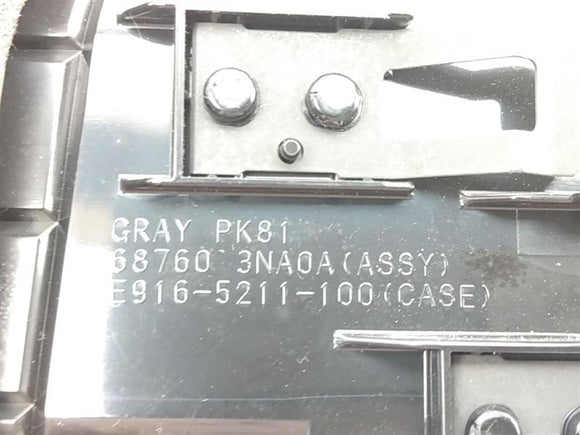 GRAY PK81
68760 3NA0A(ASSY)
E916-5211-100(CASE)